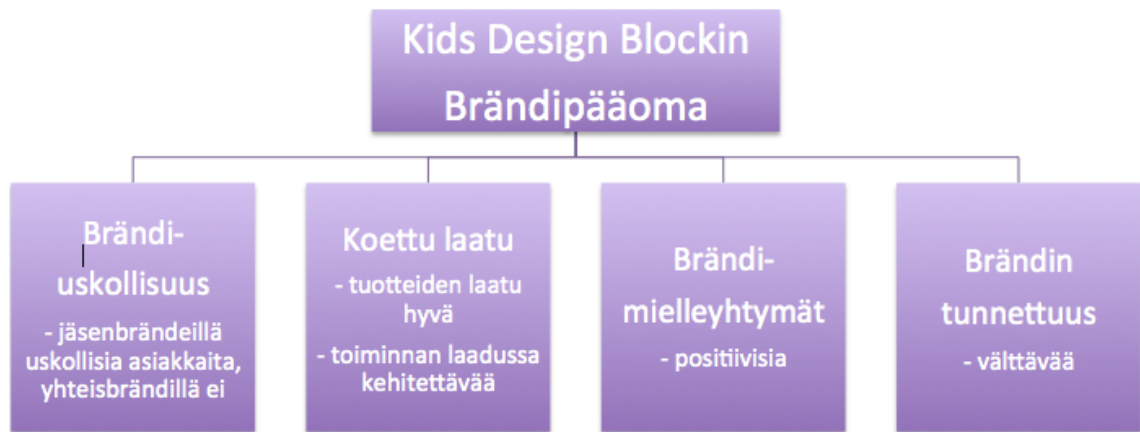 Kids Design Blockin
Brändipääoma
Brändi-
uskollisuus
- jäsenbrändeillä
uskollisia asiakkaita,
yhteisbrändillä ei
Koettu laatu
- tuotteiden laatu
hyvä
- toiminnan laadussa
kehitettävää
Brändi-
mielleyhtymät
- positiivisia
Brändin
tunnettuus
- välttävää